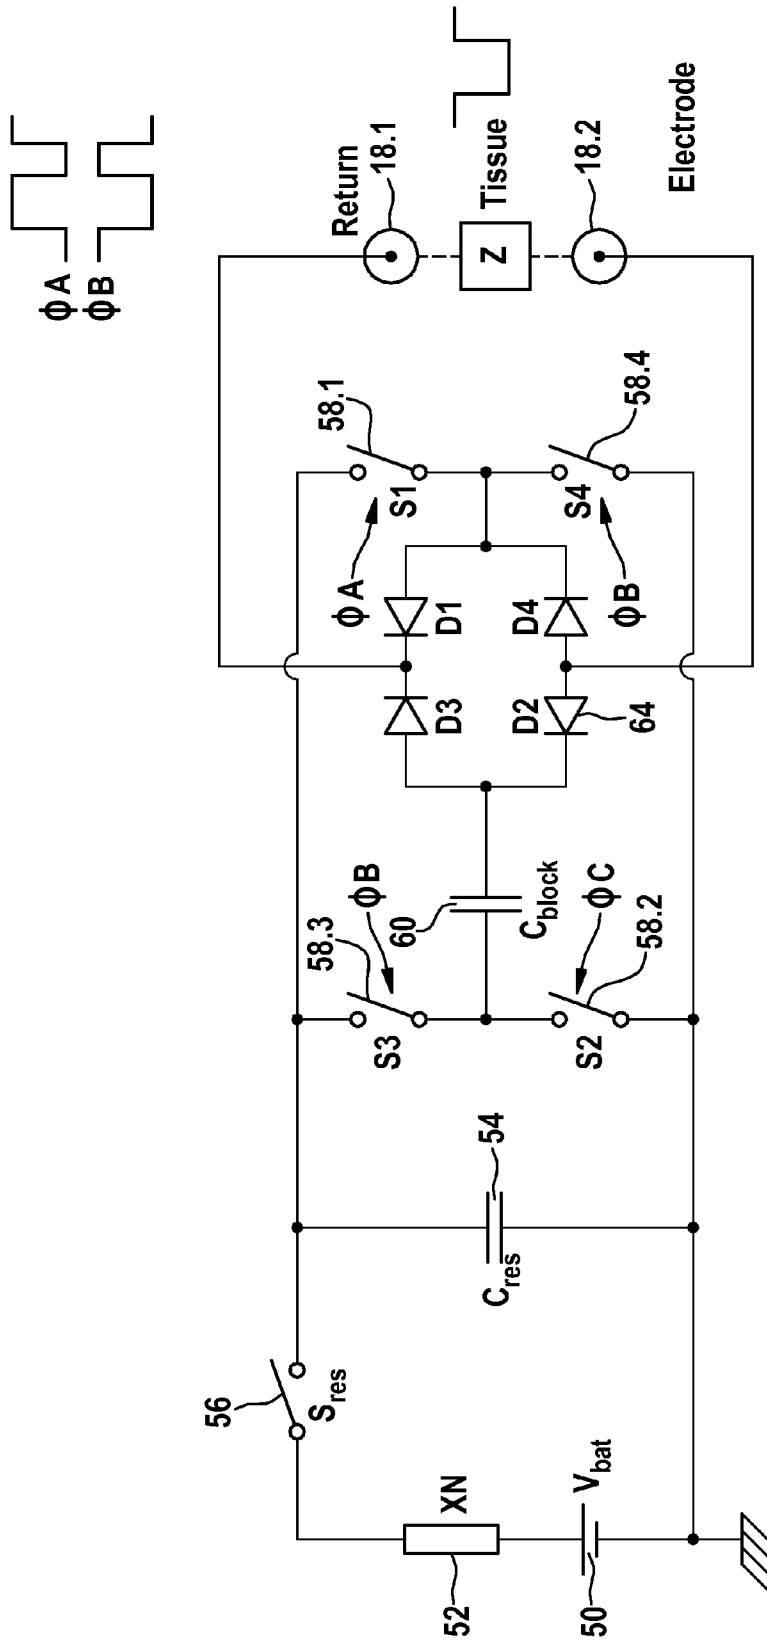 ϕA
ϕB
Return
18.1
Tissue
Z
18.2
Electrode
58.1
S1
ϕA
D1
D3
D4
D2
64
S4
58.4
ϕB
58.3
ϕB
S3
60
Cblock
ϕC
58.2
S2
54
Cres
56
Sres
XN
52
Vbat
50